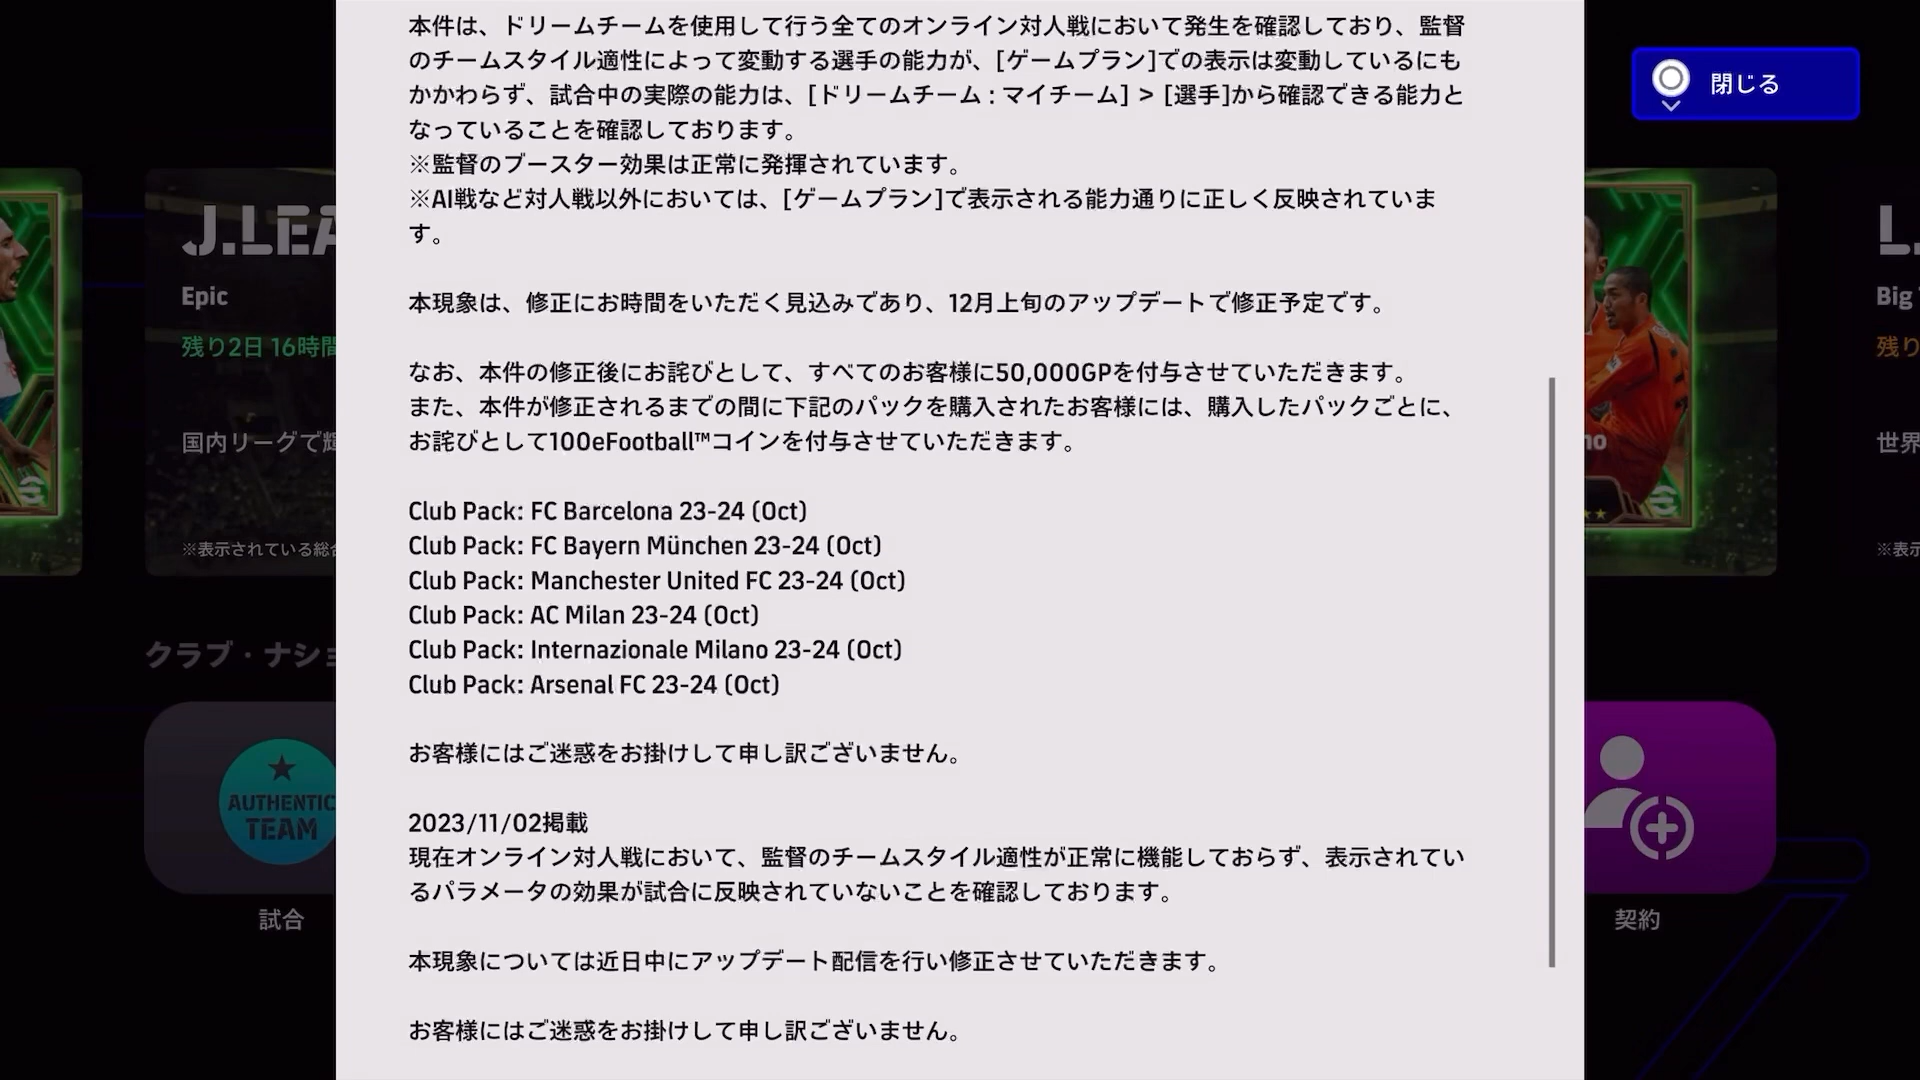 本件は、ドリームチームを使用して行う全てのオンライン対人戦において発生を確認しており、監督
のチームスタイル適性によって変動する選手の能力が、[ゲームプラン]での表示は変動しているにも
かかわらず、試合中の実際の能力は、[ドリームチーム : マイチーム] > [選手]から確認できる能力と
なっていることを確認しております。
※監督のブースター効果は正常に発揮されています。
※AI戦など対人戦以外においては、[ゲームプラン]で表示される能力通りに正しく反映されていま
す。
本現象は、修正にお時間をいただく見込みであり、12月上旬のアップデートで修正予定です。
なお、本件の修正後にお詫びとして、すべてのお客様に50,000GPを付与させていただきます。
また、本件が修正されるまでの間に下記のパックを購入されたお客様には、購入したパックごとに、
お詫びとして100eFootball™コインを付与させていただきます。
Club Pack: FC Barcelona 23-24 (Oct)
Club Pack: FC Bayern München 23-24 (Oct)
Club Pack: Manchester United FC 23-24 (Oct)
Club Pack: AC Milan 23-24 (Oct)
Club Pack: Internazionale Milano 23-24 (Oct)
Club Pack: Arsenal FC 23-24 (Oct)
お客様にはご迷惑をお掛けして申し訳ございません。
2023/11/02掲載
現在オンライン対人戦において、監督のチームスタイル適性が正常に機能しておらず、表示されてい
るパラメータの効果が試合に反映されていないことを確認しております。
本現象については近日中にアップデート配信を行い修正させていただきます。
お客様にはご迷惑をお掛けして申し訳ございません。
閉じる
J.LEA
Epic
残り2日 16時間
国内リーグで輝
※表示されている総合
クラブ・ナショ
AUTHENTIC
TEAM
試合
契約
L.
Big
残り
世界
※表示